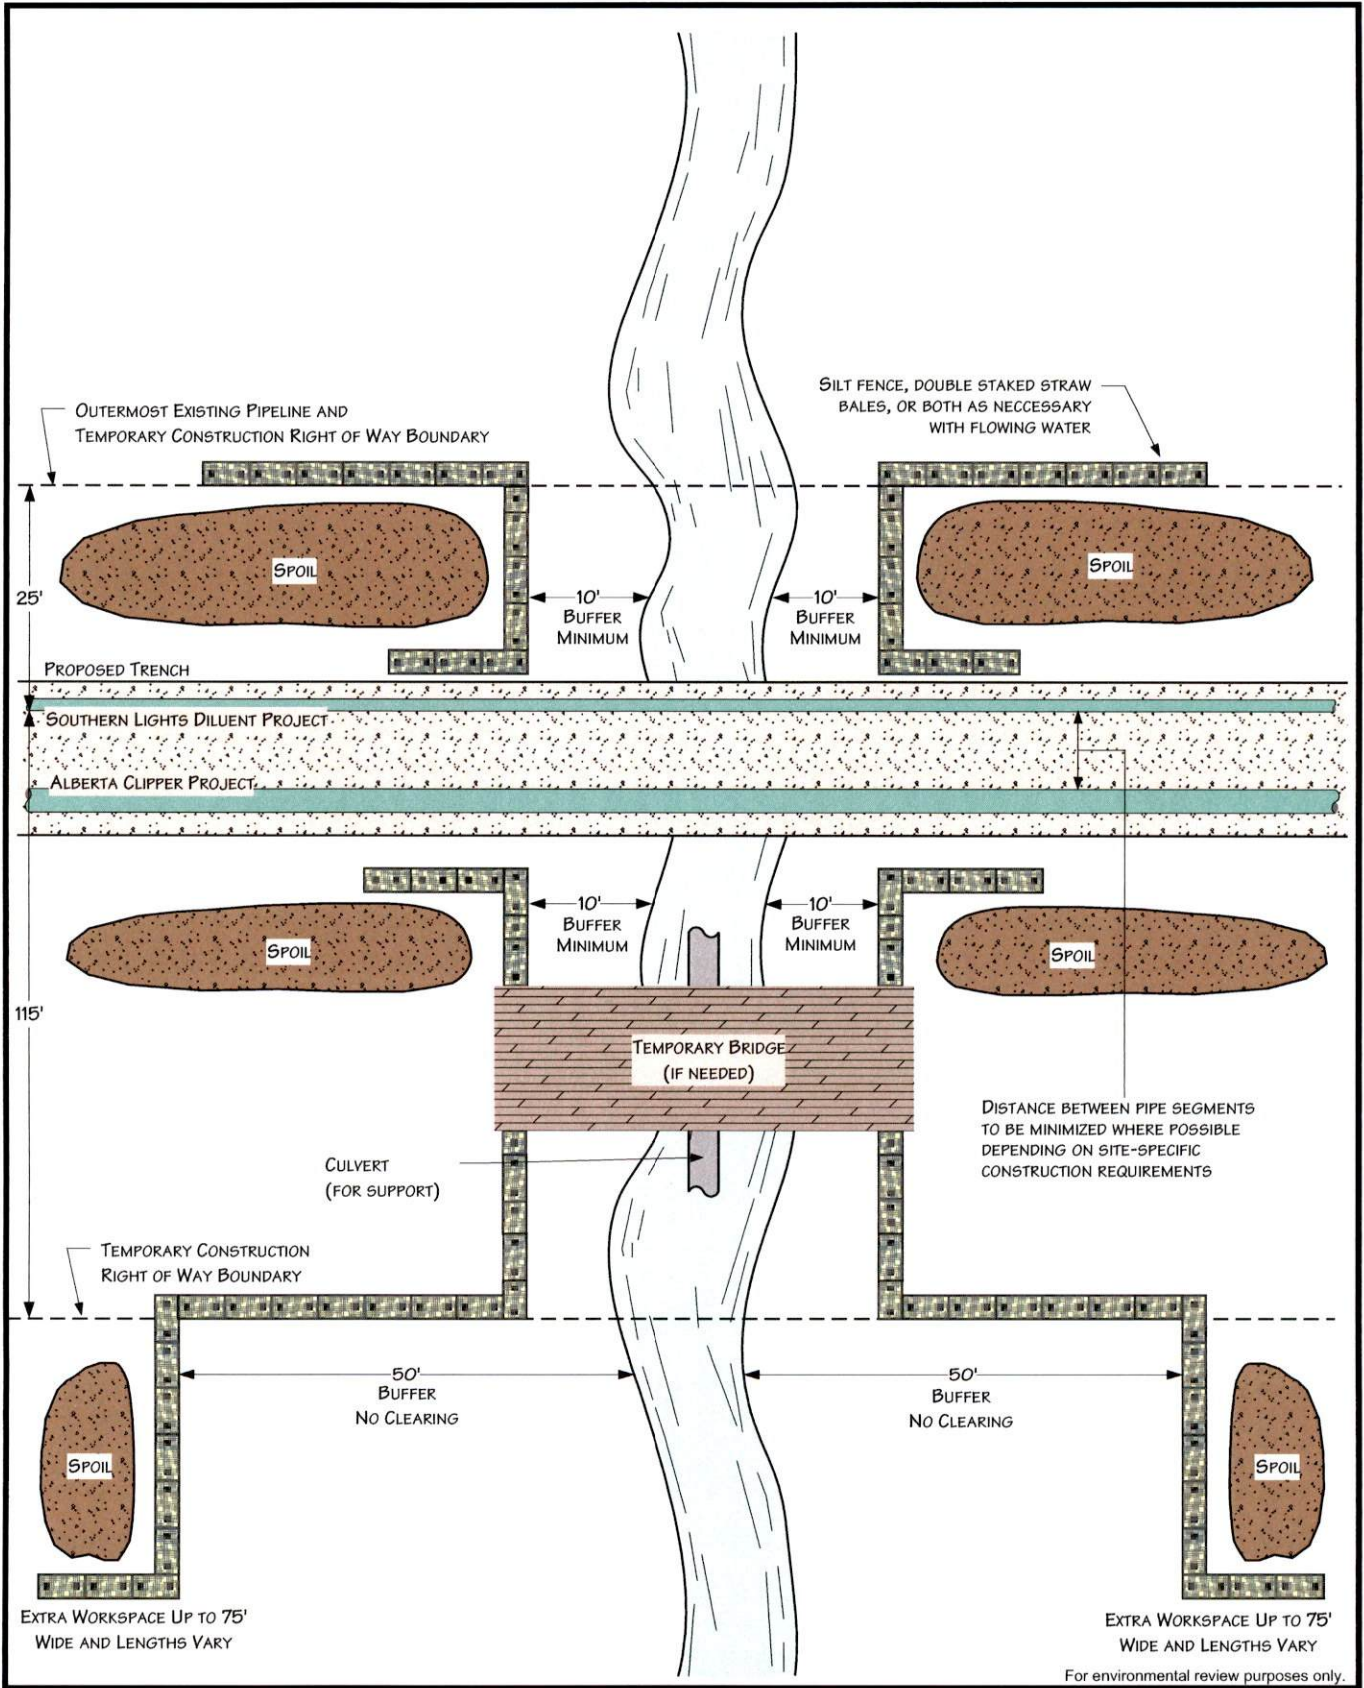 OUTERMOST EXISTING PIPELINE AND
TEMPORARY CONSTRUCTION RIGHT OF WAY BOUNDARY
SILT FENCE, DOUBLE STAKED STRAW
BALES, OR BOTH AS NECCESSARY
WITH FLOWING WATER
25'
SPOIL
10'
BUFFER
MINIMUM
10'
BUFFER
MINIMUM
SPOIL
PROPOSED TRENCH
SOUTHERN LIGHTS DILUENT PROJECT
ALBERTA CLIPPER PROJECT
115'
SPOIL
10'
BUFFER
MINIMUM
10'
BUFFER
MINIMUM
SPOIL
TEMPORARY BRIDGE
(IF NEEDED)
DISTANCE BETWEEN PIPE SEGMENTS
TO BE MINIMIZED WHERE POSSIBLE
DEPENDING ON SITE-SPECIFIC
CONSTRUCTION REQUIREMENTS
CULVERT
(FOR SUPPORT)
TEMPORARY CONSTRUCTION
RIGHT OF WAY BOUNDARY
50'
BUFFER
NO CLEARING
50'
BUFFER
NO CLEARING
SPOIL
SPOIL
EXTRA WORKSPACE UP TO 75'
WIDE AND LENGTHS VARY
EXTRA WORKSPACE UP TO 75'
WIDE AND LENGTHS VARY
For environmental review purposes only.